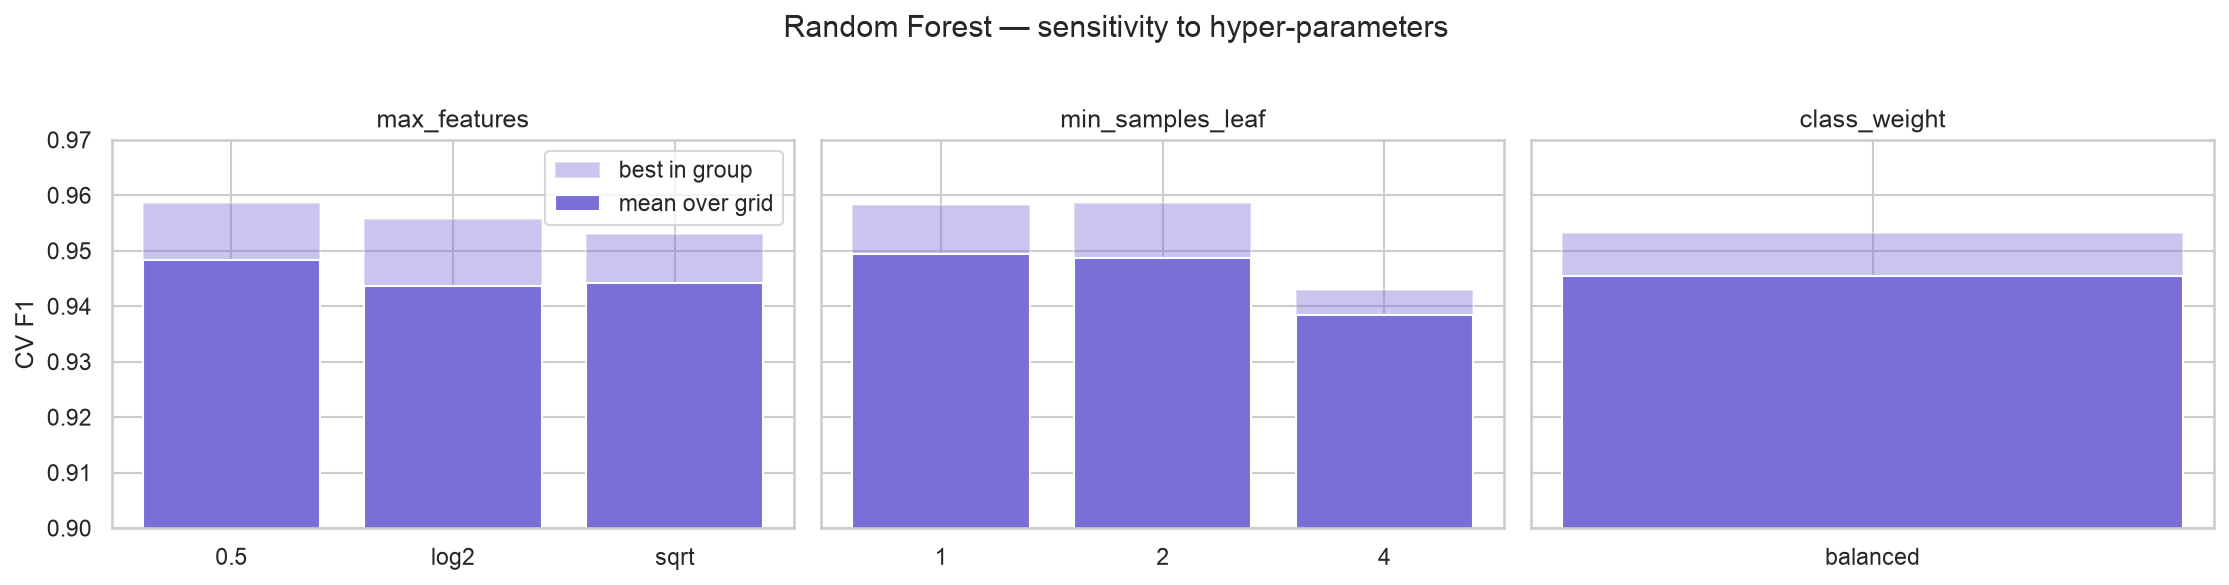 Random Forest — sensitivity to hyper-parameters
max_features
min_samples_leaf
class_weight
CV F1
0.97
0.96
0.95
0.94
0.93
0.92
0.91
0.90
best in group
mean over grid
0.5
log2
sqrt
1
2
4
balanced